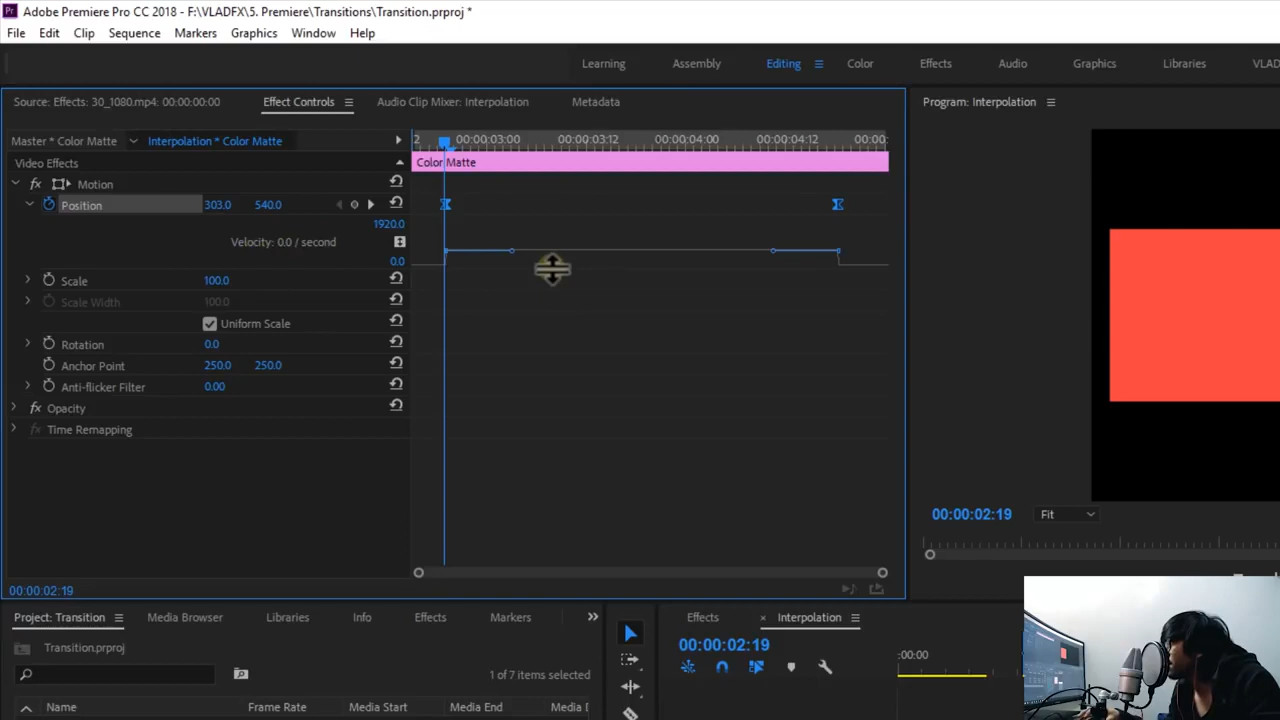 Adobe Premiere Pro CC 2018 - F:\VLADFX\5. Premiere\Transitions\Transition.prproj *
File Edit Clip Sequence Markers Graphics Window Help
Learning Assembly Editing Color Effects Audio Graphics Libraries VLAD
Source: Effects: 30_1080.mp4: 00:00:00:00 Effect Controls Audio Clip Mixer: Interpolation Metadata Program: Interpolation
Master * Color Matte Interpolation * Color Matte 2 00:00:03:00 00:00:03:12 00:00:04:00 00:00:04:12 00:00:
Video Effects Color Matte
fx Motion
Position 303.0 540.0
1920.0
Velocity: 0.0 / second
0.0
Scale 100.0
Scale Width 100.0
Uniform Scale
Rotation 0.0
Anchor Point 250.0 250.0
Anti-flicker Filter 0.00
fx Opacity
fx Time Remapping
00:00:02:19 Fit
00:00:02:19
Project: Transition Media Browser Libraries Info Effects Markers Effects × Interpolation
Transition.prproj 00:00:02:19
:00:00
1 of 7 items selected
Name Frame Rate Media Start Media End Media D